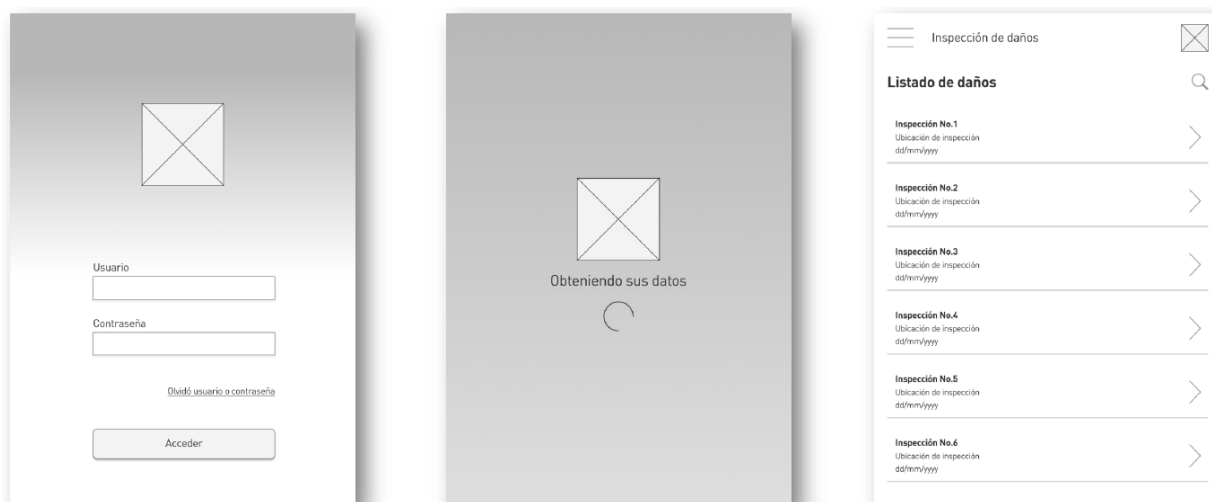 Usuario
Contraseña
Olvidó usuario o contraseña
Acceder
Obteniendo sus datos
Inspección de daños
Listado de daños
Inspección No.1
Ubicación de inspección
dd/mm/yyyy
Inspección No.2
Ubicación de inspección
dd/mm/yyyy
Inspección No.3
Ubicación de inspección
dd/mm/yyyy
Inspección No.4
Ubicación de inspección
dd/mm/yyyy
Inspección No.5
Ubicación de inspección
dd/mm/yyyy
Inspección No.6
Ubicación de inspección
dd/mm/yyyy